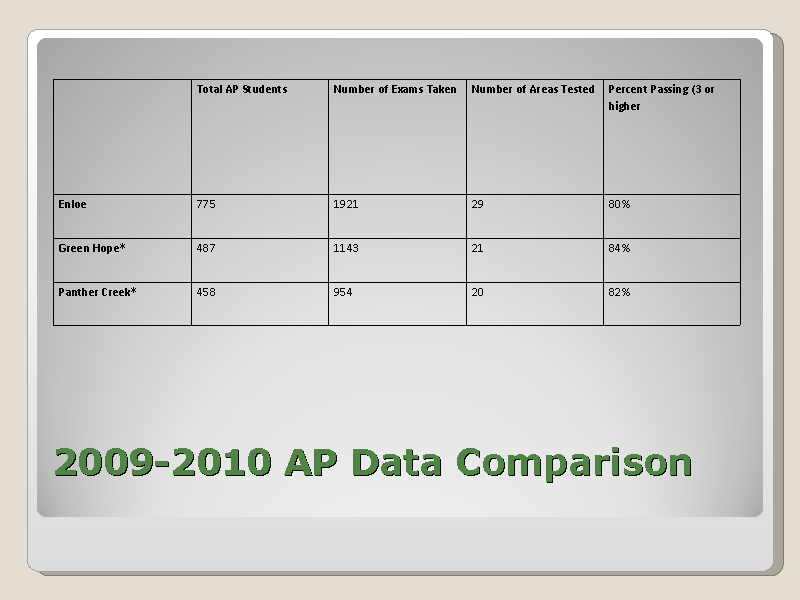 Total AP Students Number of Exams Taken Number of Areas Tested Percent Passing (3 or
higher
Enloe 775 1921 29 80%
Green Hope* 487 1143 21 84%
Panther Creek* 458 954 20 82%
2009-2010 AP Data Comparison